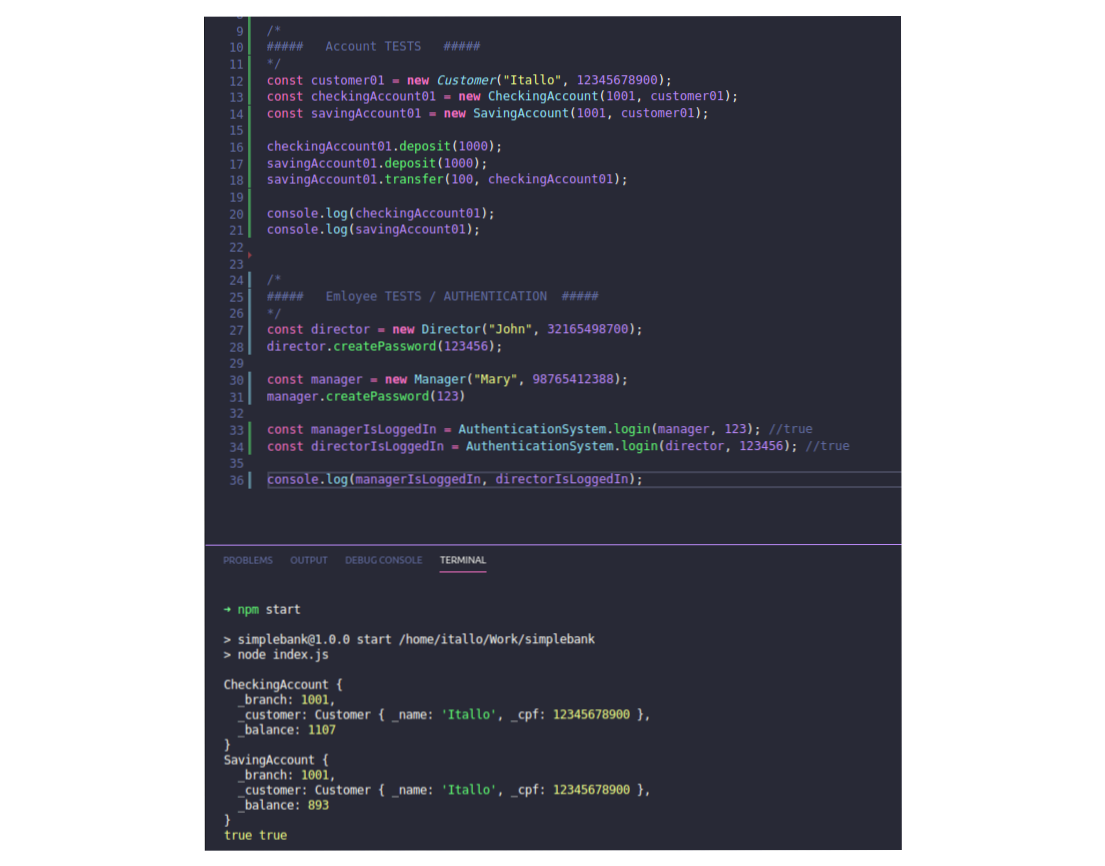 9 /*
10 ##### Account TESTS #####
11 */
12 const customer01 = new Customer("Itallo", 12345678900);
13 const checkingAccount01 = new CheckingAccount(1001, customer01);
14 const savingAccount01 = new SavingAccount(1001, customer01);
15
16 checkingAccount01.deposit(1000);
17 savingAccount01.deposit(1000);
18 savingAccount01.transfer(100, checkingAccount01);
19
20 console.log(checkingAccount01);
21 console.log(savingAccount01);
22
23
24 /*
25 ##### Emloyee TESTS / AUTHENTICATION #####
26 */
27 const director = new Director("John", 32165498700);
28 director.createPassword(123456);
29
30 const manager = new Manager("Mary", 98765412388);
31 manager.createPassword(123)
32
33 const managerIsLoggedIn = AuthenticationSystem.login(manager, 123); //true
34 const directorIsLoggedIn = AuthenticationSystem.login(director, 123456); //true
35
36 console.log(managerIsLoggedIn, directorIsLoggedIn);
PROBLEMS OUTPUT DEBUG CONSOLE TERMINAL
➜ npm start
> simplebank@1.0.0 start /home/itallo/Work/simplebank
> node index.js
CheckingAccount {
_branch: 1001,
_customer: Customer { _name: 'Itallo', _cpf: 12345678900 },
_balance: 1107
}
SavingAccount {
_branch: 1001,
_customer: Customer { _name: 'Itallo', _cpf: 12345678900 },
_balance: 893
}
true true